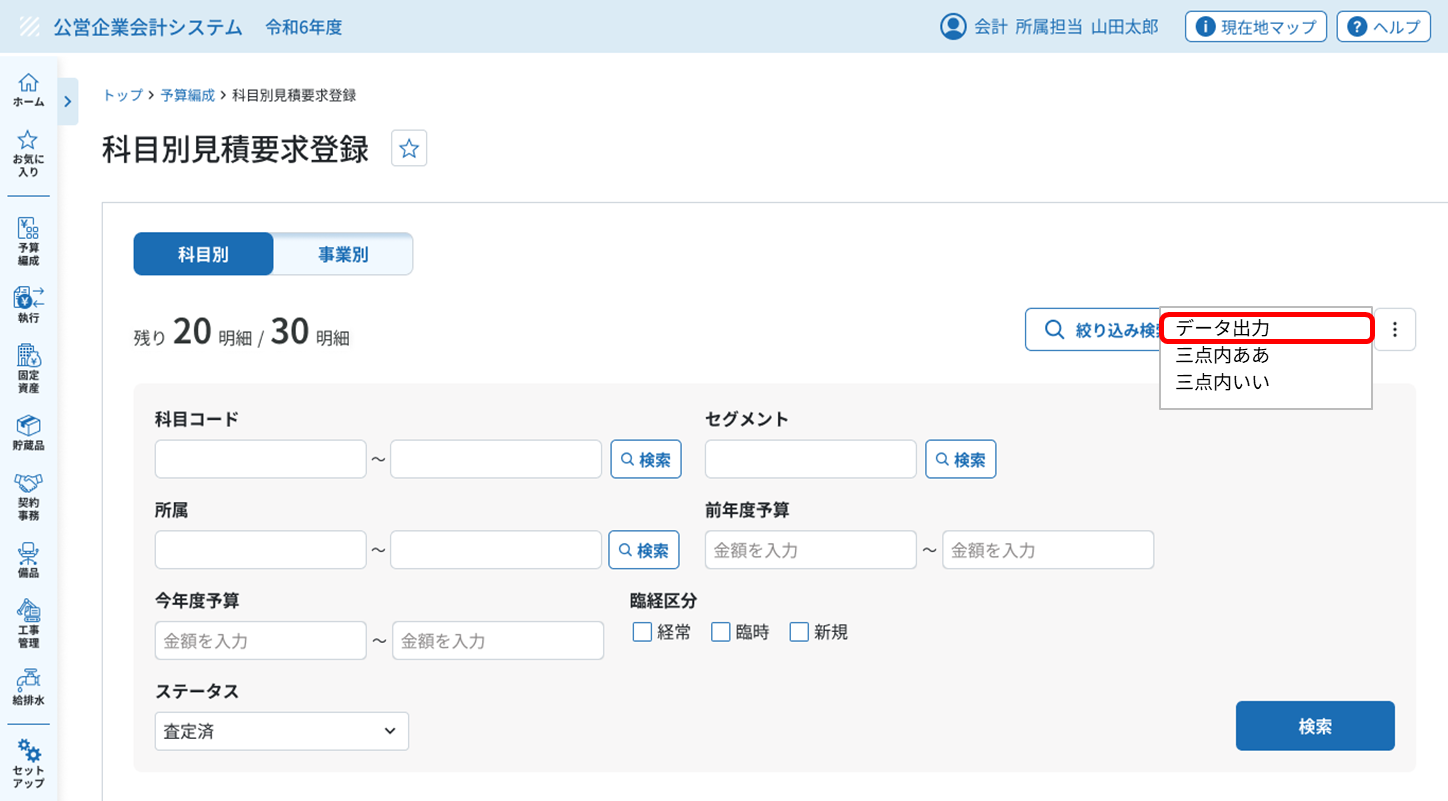 公営企業会計システム 令和6年度
会計 所属担当 山田太郎
現在地マップ
ヘルプ
ホーム
お気に
入り
予算
編成
執行
固定
資産
貯蔵品
契約
事務
備品
工事
管理
給排水
セット
アップ
トップ > 予算編成 > 科目別見積要求登録
科目別見積要求登録
科目別 事業別
残り 20 明細 / 30 明細
絞り込み検
データ出力
三点内ああ
三点内いい
科目コード
～
検索
セグメント
検索
所属
～
検索
前年度予算
金額を入力 ～ 金額を入力
今年度予算
金額を入力 ～ 金額を入力
臨経区分
経常 臨時 新規
ステータス
査定済
検索